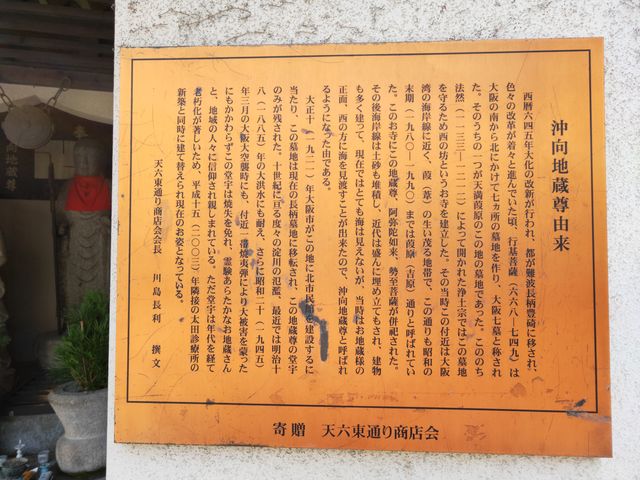 沖向地蔵尊由来
西暦六四五年大化の改新が行われ、都が難波長柄豊碕に移され、
色々の改革が着々と進んでいた頃、行基菩薩（六六八ー七四九）は
大阪の南から北にかけて七ヵ所の墓地を作り、大阪七墓と称され
た。そのうちの一つが天満葭原のこの地の墓地であった。こののち
法然（一一三三ー一二一二）によって開かれた浄土宗ではこの墓地
を守るため西の坊というお寺を建立した。その当時この付近は大阪
湾の海岸線に近く、葭（葦）の生い茂る地帯で、この通りも昭和の
末期（一九八〇ー一九九〇）までは葭原（吉原）通りと呼ばれてい
た。このお寺にこの地蔵尊、阿弥陀如来、勢至菩薩が併祀された。
その後海岸線は土砂も堆積し、近代は盛んに埋め立てもされ、建物
も多く建って、現在ではとても海は見えないが、当時はお地蔵様の
正面、西の方に海を見渡すことが出来たので、沖向地蔵尊と呼ばれ
るようになった由である。
大正十（一九二一）年大阪市がこの地に北市民館を建設するに
当たり、この墓地は現在の長柄墓地に移転され、この地蔵尊の堂宇
のみが残された。十世紀に亘る度々の淀川の氾濫、最近では明治十
八（一八八五）年の大洪水にも耐え、さらに昭和二十（一九四五）
年三月の大阪大空襲時にも、付近一番焼夷弾により大被害を蒙った
にもかかわらずこの堂宇は焼失を免れ、霊験あらたかなお地蔵さん
と、地域の人々に信仰され親しまれている。ただ堂宇は年代を経て
老朽化が著しいため、平成十五（二〇〇三）年隣接の太田診療所の
新築と同時に建て替えられ現在のお姿となっている。
天六東通り商店会会長 川島長利 撰文
寄贈 天六東通り商店会
地蔵尊